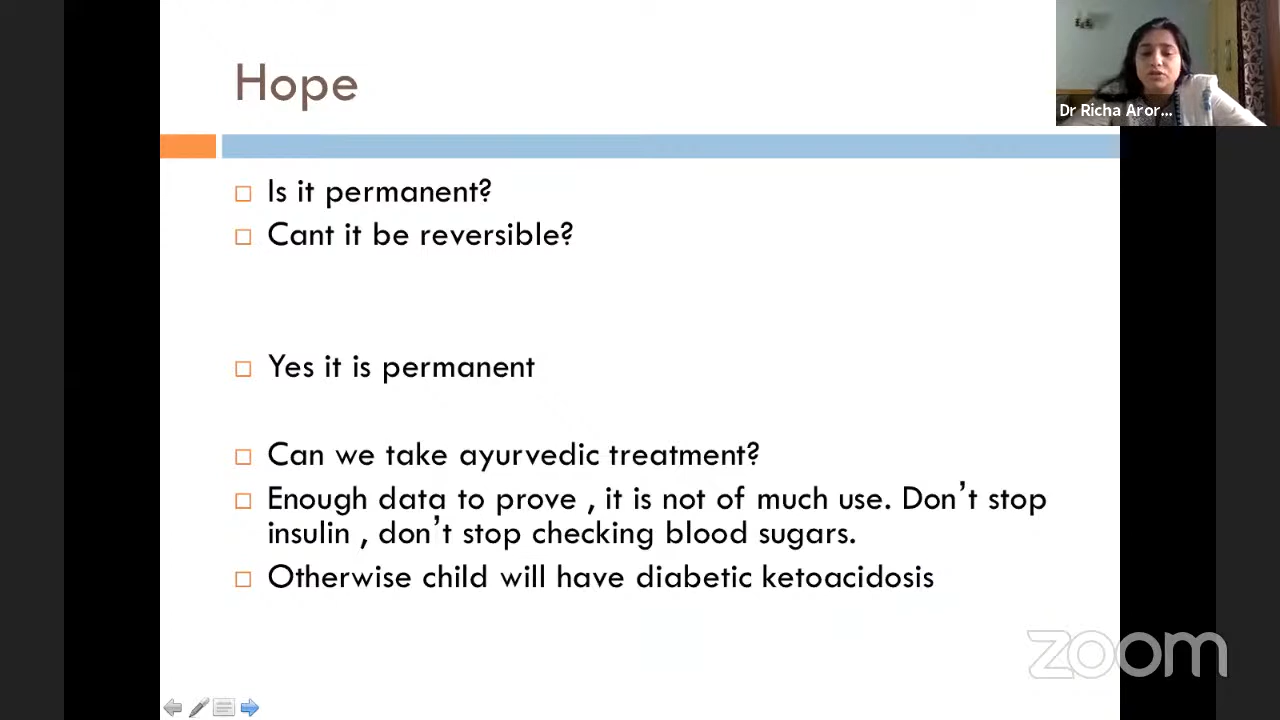 Hope
Dr Richa Aror...
Is it permanent?
Cant it be reversible?
Yes it is permanent
Can we take ayurvedic treatment?
Enough data to prove , it is not of much use. Don't stop
insulin , don't stop checking blood sugars.
Otherwise child will have diabetic ketoacidosis
zoom